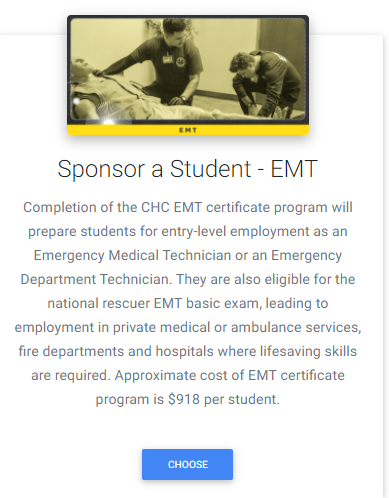 EMT
Sponsor a Student - EMT
Completion of the CHC EMT certificate program will
prepare students for entry-level employment as an
Emergency Medical Technician or an Emergency
Department Technician. They are also eligible for the
national rescuer EMT basic exam, leading to
employment in private medical or ambulance services,
fire departments and hospitals where lifesaving skills
are required. Approximate cost of EMT certificate
program is $918 per student.
CHOOSE